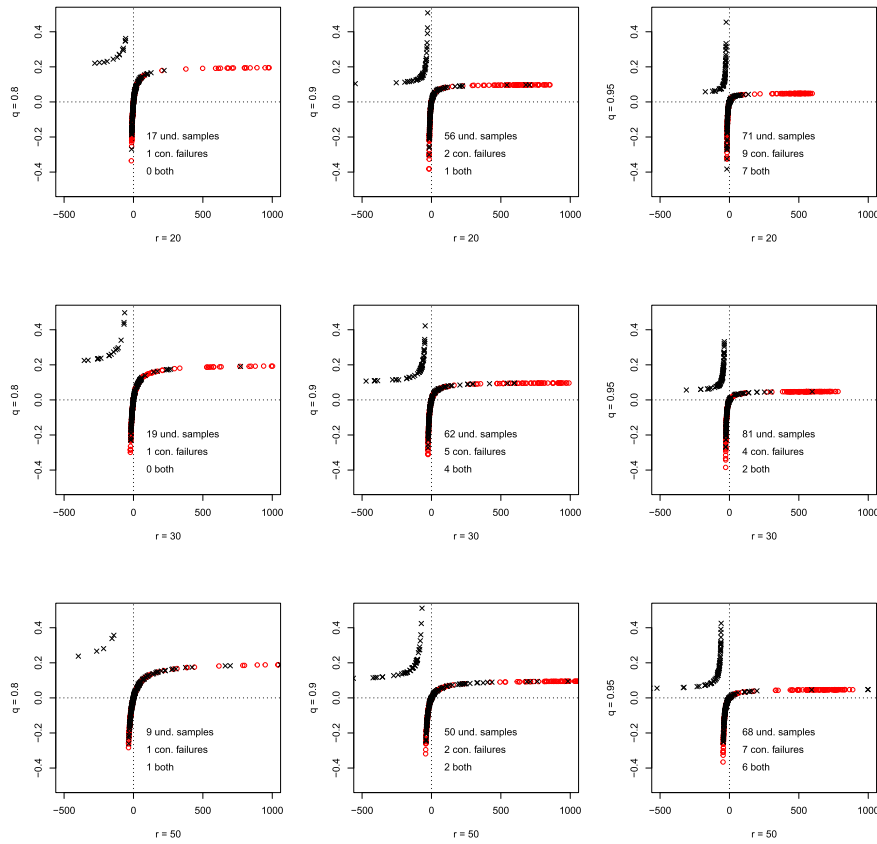 q = 0.8
0.4
0.2
0.0
−0.2
−0.4
17 und. samples
1 con. failures
0 both
−500
0
500
1000
r = 20
q = 0.9
0.4
0.2
0.0
−0.2
−0.4
56 und. samples
2 con. failures
1 both
−500
0
500
1000
r = 20
q = 0.95
0.4
0.2
0.0
−0.2
−0.4
71 und. samples
9 con. failures
7 both
−500
0
500
1000
r = 20
q = 0.8
0.4
0.2
0.0
−0.2
−0.4
19 und. samples
1 con. failures
0 both
−500
0
500
1000
r = 30
q = 0.9
0.4
0.2
0.0
−0.2
−0.4
62 und. samples
5 con. failures
4 both
−500
0
500
1000
r = 30
q = 0.95
0.4
0.2
0.0
−0.2
−0.4
81 und. samples
4 con. failures
2 both
−500
0
500
1000
r = 30
q = 0.8
0.4
0.2
0.0
−0.2
−0.4
9 und. samples
1 con. failures
1 both
−500
0
500
1000
r = 50
q = 0.9
0.4
0.2
0.0
−0.2
−0.4
50 und. samples
2 con. failures
2 both
−500
0
500
1000
r = 50
q = 0.95
0.4
0.2
0.0
−0.2
−0.4
68 und. samples
7 con. failures
6 both
−500
0
500
1000
r = 50